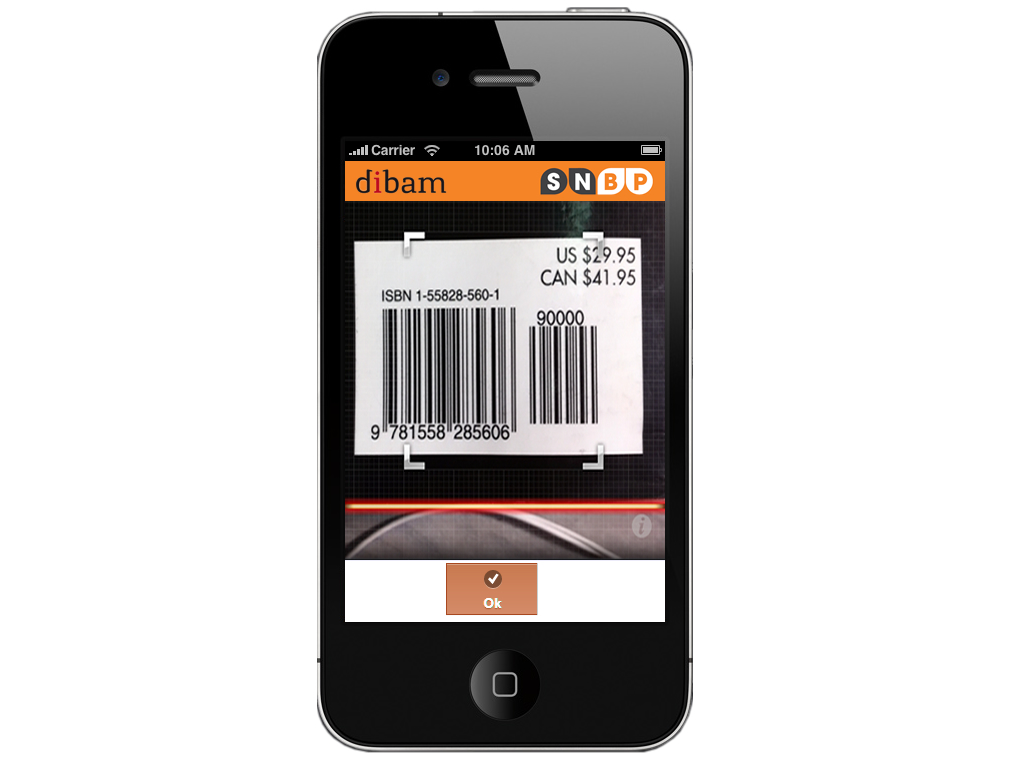 Carrier 10:06 AM
dibam SNBP
US $29.95
CAN $41.95
ISBN 1-55828-560-1
90000
9 781558 285606
i
Ok